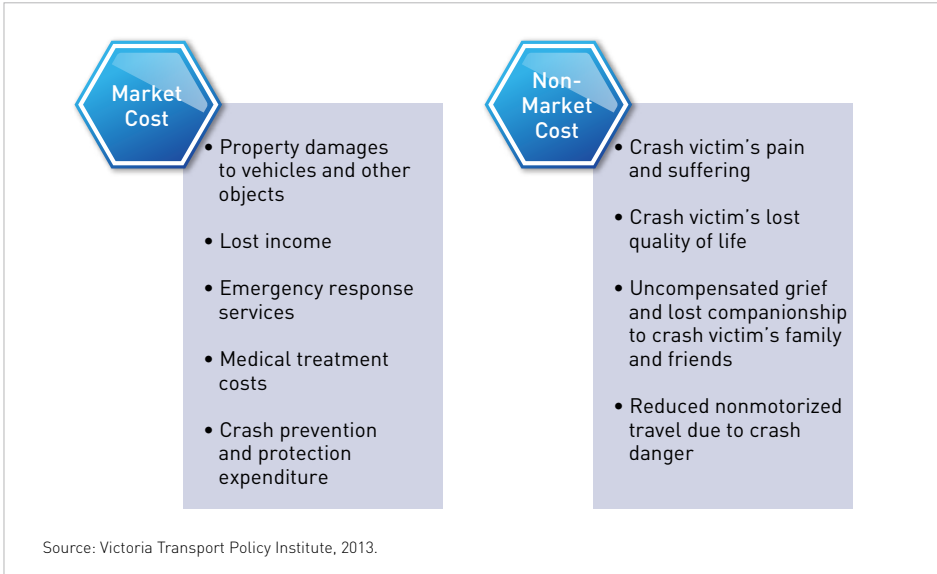 Market
Cost
• Property damages
to vehicles and other
objects
• Lost income
• Emergency response
services
• Medical treatment
costs
• Crash prevention
and protection
expenditure
Non-
Market
Cost
• Crash victim’s pain
and suffering
• Crash victim’s lost
quality of life
• Uncompensated grief
and lost companionship
to crash victim’s family
and friends
• Reduced nonmotorized
travel due to crash
danger
Source: Victoria Transport Policy Institute, 2013.